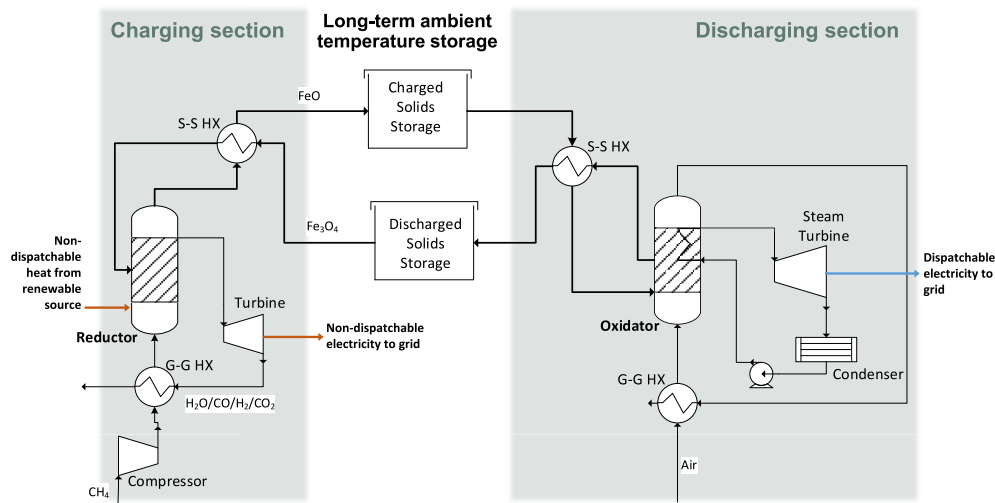 Charging section
Long-term ambient
temperature storage
Discharging section
FeO
Charged
Solids
Storage
S-S HX
S-S HX
Fe₃O₄
Discharged
Solids
Storage
Steam
Turbine
Non-
dispatchable
heat from
renewable
source
Dispatchable
electricity to
grid
Turbine
Reductor
Non-dispatchable
electricity to grid
Oxidator
G-G HX
H₂O/CO/H₂/CO₂
G-G HX
Condenser
Compressor
CH₄
Air